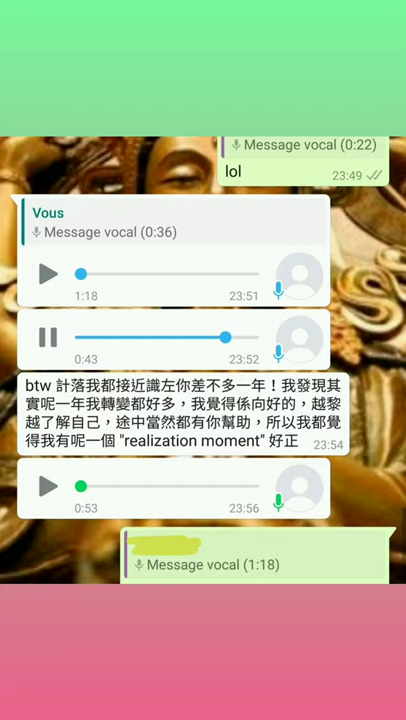 Message vocal (0:22)
lol
23:49
Vous
Message vocal (0:36)
1:18
23:51
0:43
23:52
btw 計落我都接近識左你差不多一年！我發現其
實呢一年我轉變都好多，我覺得係向好的，越黎
越了解自己，途中當然都有你幫助，所以我都覺
得我有呢一個 "realization moment" 好正
23:54
0:53
23:56
Message vocal (1:18)